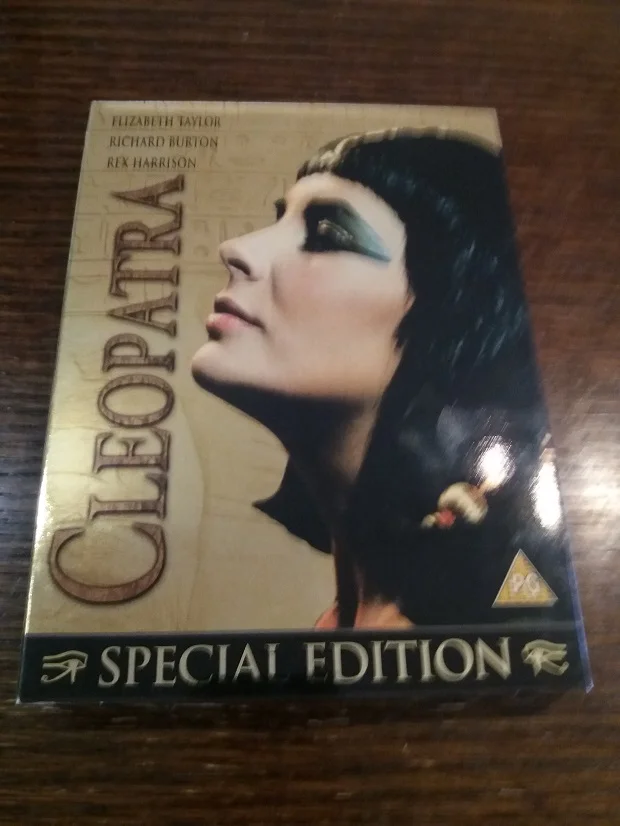 ELIZABETH TAYLOR
RICHARD BURTON
REX HARRISON
CLEOPATRA
PG
SPECIAL EDITION